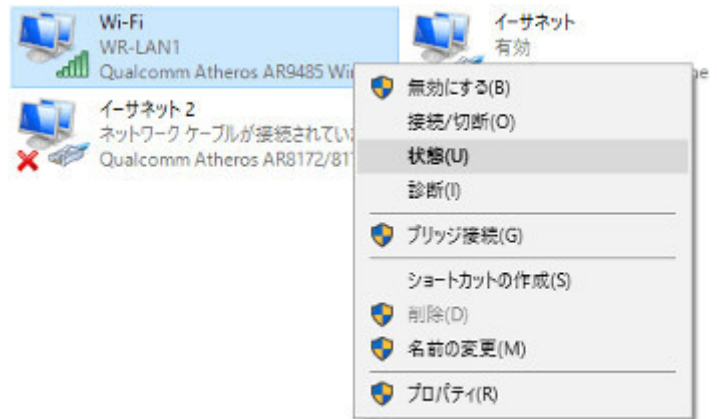 Wi-Fi
WR-LAN1
Qualcomm Atheros AR9485 Wir
イーサネット
有効
イーサネット 2
ネットワーク ケーブルが接続されてい
Qualcomm Atheros AR8172/81
無効にする(B)
接続/切断(O)
状態(U)
診断(I)
ブリッジ接続(G)
ショートカットの作成(S)
削除(D)
名前の変更(M)
プロパティ(R)